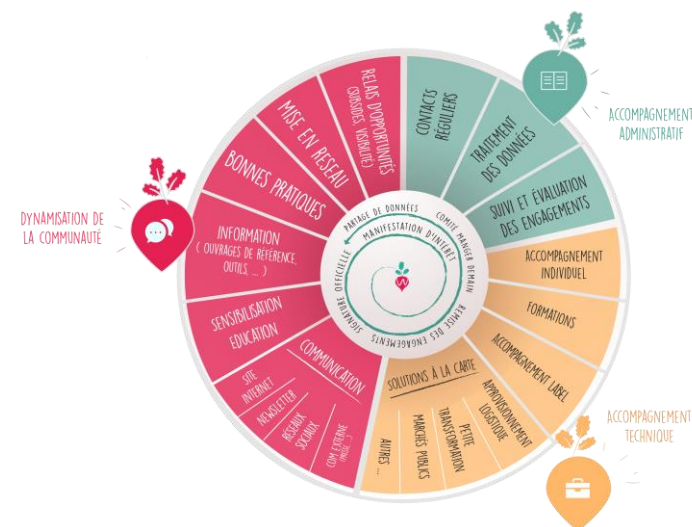 ACCOMPAGNEMENT
ADMINISTRATIF
CONTACTS
RÉGULIERS
TRAITEMENT
DES DONNÉES
SUIVI ET ÉVALUATION
DES ENGAGEMENTS
ACCOMPAGNEMENT
INDIVIDUEL
FORMATIONS
ACCOMPAGNEMENT LABEL
ACCOMPAGNEMENT
TECHNIQUE
SOLUTIONS À LA CARTE
APPROVISIONNEMENT
LOGISTIQUE
PETITE
TRANSFORMATION
MARCHÉS PUBLICS
AUTRES ...
COMMUNICATION
SITE
INTERNET
NEWSLETTER
RÉSEAUX
SOCIAUX
COM EXTERNE
SENSIBILISATION
EDUCATION
INFORMATION
( OUVRAGES DE RÉFÉRENCE,
OUTILS, ... )
BONNES PRATIQUES
MISE EN RESEAU
RELAIS D'OPPORTUNITÉS
(SUBSIDES, VISIBILITÉ)
DYNAMISATION DE
LA COMMUNAUTÉ
MANIFESTATION D'INTÉRÊT
COMITÉ MANGER DEMAIN
REMISE DES ENGAGEMENTS
SIGNATURE OFFICIELLE
PARTAGE DE DONNÉES